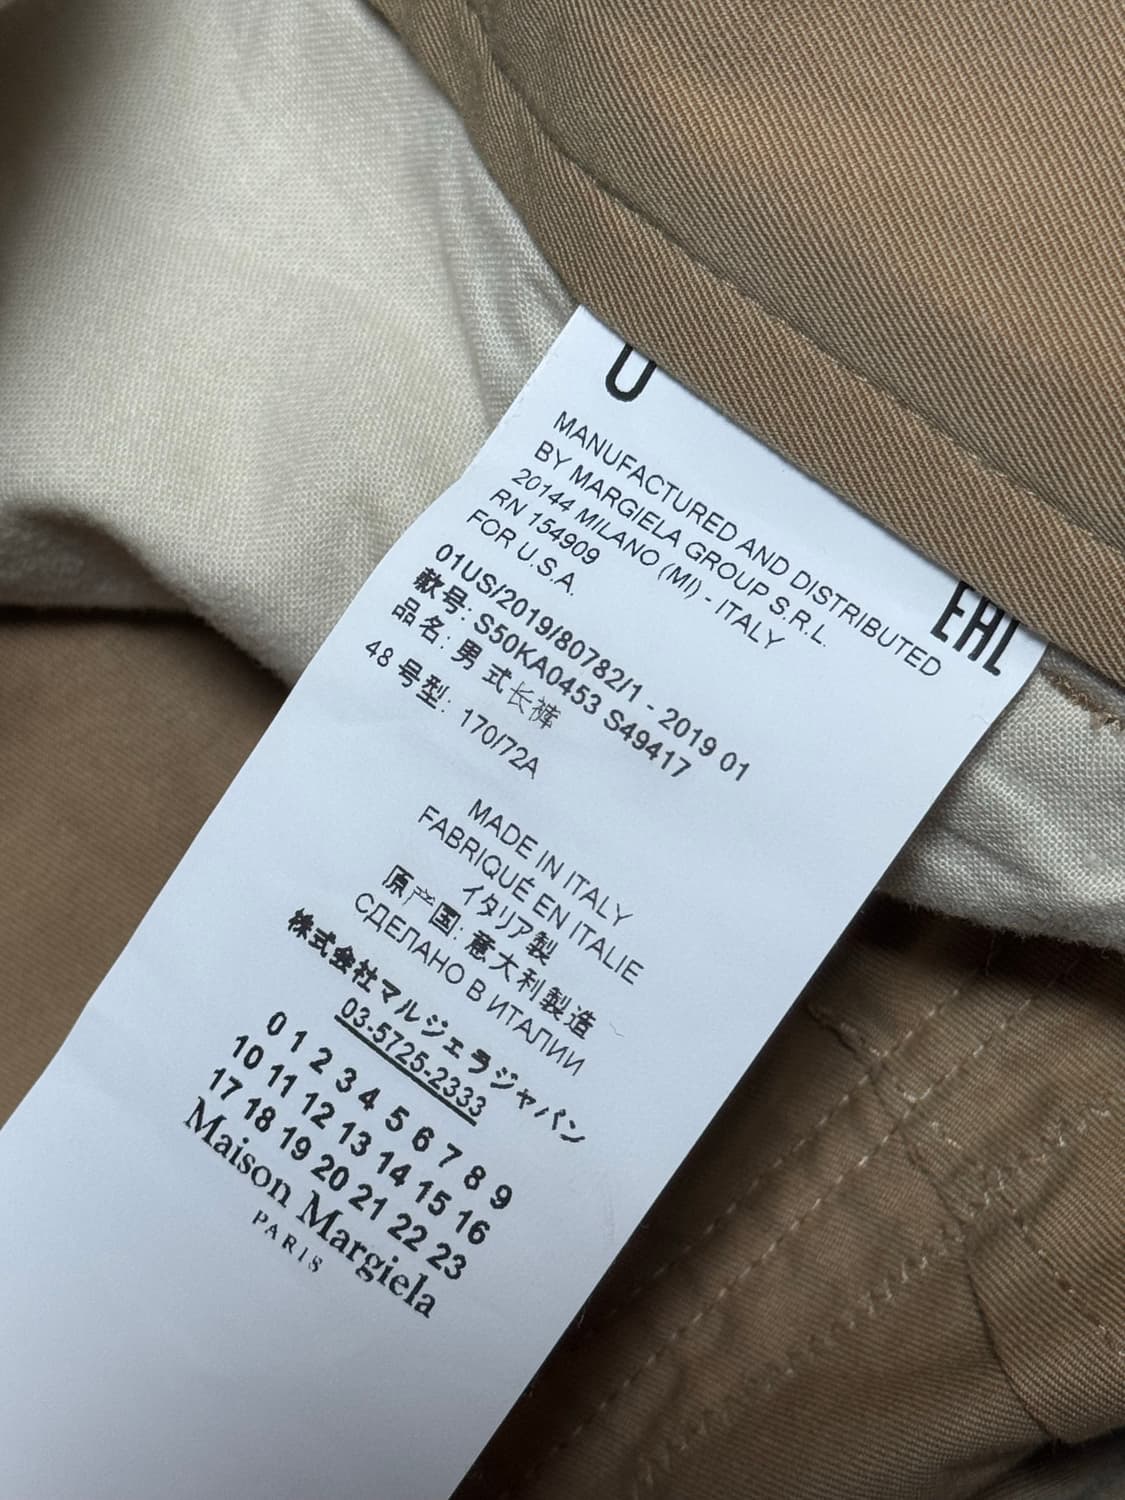 U
EAC
MANUFACTURED AND DISTRIBUTED
BY MARGIELA GROUP S.R.L
20144 MILANO (MI) - ITALY
RN 154909
FOR U.S.A.
01US/2019/80782/1 - 2019 01
款号: S50KA0453 S49417
品名: 男式长裤
48 号型: 170/72A
MADE IN ITALY
FABRIQUÉ EN ITALIE
イタリア製
原产国: 意大利製造
СДЕЛАНО В ИТАЛИИ
株式会社マルジェラジャパン
03-5725-2333
0 1 2 3 4 5 6 7 8 9
10 11 12 13 14 15 16
17 18 19 20 21 22 23
Maison Margiela
PARIS